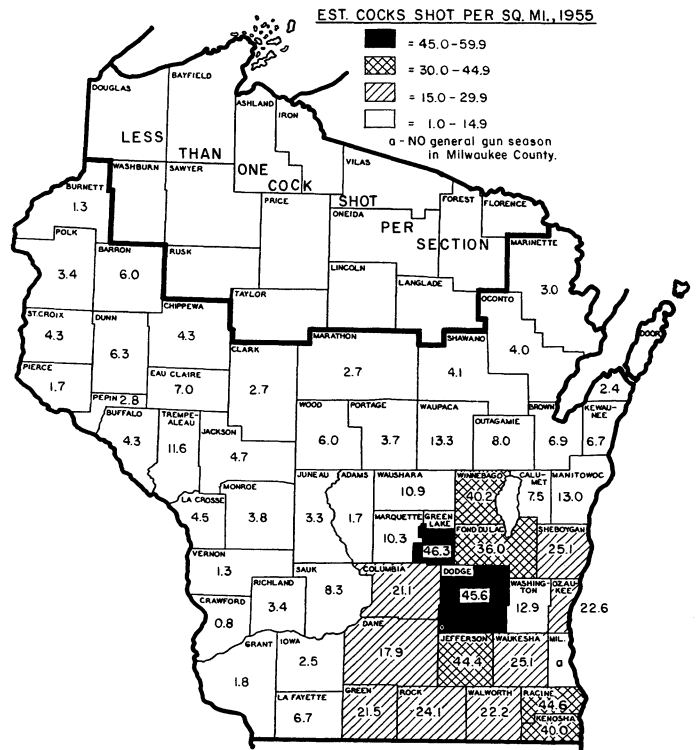 EST. COCKS SHOT PER SQ. MI., 1955
= 45.0-59.9
= 30.0-44.9
= 15.0-29.9
= 1.0-14.9
a - NO general gun season
in Milwaukee County.
DOUGLAS
BAYFIELD
ASHLAND
IRON
VILAS
LESS
THAN
ONE
COCK
SHOT
PER
SECTION
WASHBURN
SAWYER
PRICE
ONEIDA
FOREST
FLORENCE
BURNETT
1.3
MARINETTE
3.0
POLK
3.4
BARRON
6.0
RUSK
LINCOLN
LANGLADE
TAYLOR
OCONTO
4.0
ST. CROIX
4.3
DUNN
6.3
CHIPPEWA
4.3
CLARK
2.7
MARATHON
2.7
SHAWANO
4.1
DOOR
2.4
PIERCE
1.7
PEPIN 2.8
EAU CLAIRE
7.0
BUFFALO
4.3
TREMPE-
ALEAU
11.6
JACKSON
4.7
WOOD
6.0
PORTAGE
3.7
WAUPACA
13.3
OUTAGAMIE
8.0
BROWN
6.9
KEWAU-
NEE
6.7
LA CROSSE
4.5
MONROE
3.8
JUNEAU
3.3
ADAMS
1.7
WAUSHARA
10.9
WINNEBAGO
40.2
CALU-
MET
7.5
MANITOWOC
13.0
MARQUETTE
10.3
GREEN
LAKE
46.3
FOND DU LAC
36.0
SHEBOYGAN
25.1
VERNON
1.3
RICHLAND
3.4
SAUK
8.3
COLUMBIA
21.1
DODGE
45.6
WASHING-
TON
12.9
OZAU-
KEE
22.6
CRAWFORD
0.8
GRANT
1.8
IOWA
2.5
DANE
17.9
JEFFERSON
44.4
WAUKESHA
25.1
MIL.
a
LA FAYETTE
6.7
GREEN
21.5
ROCK
24.1
WALWORTH
22.2
RACINE
44.6
KENOSHA
40.0